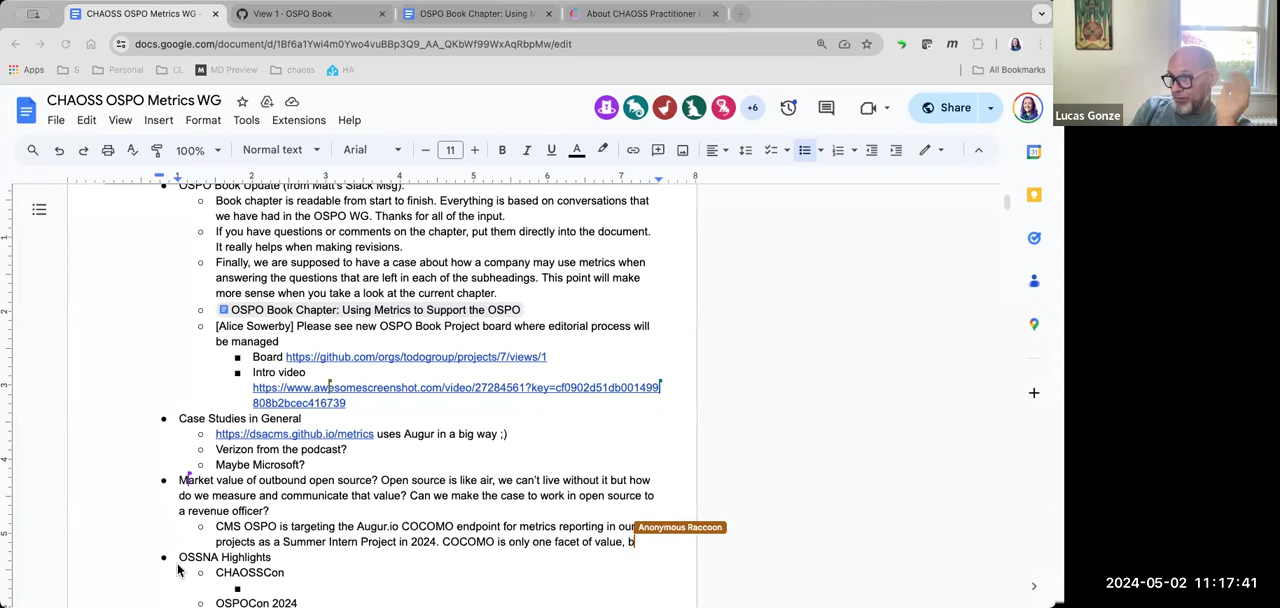 CHAOSS OSPO Metrics WG -
View 1 · OSPO Book
OSPO Book Chapter: Using M
About CHAOSS Practitioner G
docs.google.com/document/d/1Bf6a1Ywi4m0Ywo4vuBBp3Q9_AA_QKbWf99WxAqRbpMw/edit
Apps
S
Personal
CL
MD Preview
chaoss
HA
All Bookmarks
CHAOSS OSPO Metrics WG
File Edit View Insert Format Tools Extensions Help
+6
Share
Lucas Gonze
100%
Normal text
Arial
11
1 2 3 4 5 6 7 8
OSPO Book Update (from Matt's Slack Msg):
Book chapter is readable from start to finish. Everything is based on conversations that
we have had in the OSPO WG. Thanks for all of the input.
If you have questions or comments on the chapter, put them directly into the document.
It really helps when making revisions.
Finally, we are supposed to have a case about how a company may use metrics when
answering the questions that are left in each of the subheadings. This point will make
more sense when you take a look at the current chapter.
OSPO Book Chapter: Using Metrics to Support the OSPO
[Alice Sowerby] Please see new OSPO Book Project board where editorial process will
be managed
Board https://github.com/orgs/todogroup/projects/7/views/1
Intro video
https://www.awesomescreenshot.com/video/27284561?key=cf0902d51db001499
808b2bcec416739
Case Studies in General
https://dsacms.github.io/metrics uses Augur in a big way ;)
Verizon from the podcast?
Maybe Microsoft?
Market value of outbound open source? Open source is like air, we can't live without it but how
do we measure and communicate that value? Can we make the case to work in open source to
a revenue officer?
CMS OSPO is targeting the Augur.io COCOMO endpoint for metrics reporting in our
Anonymous Raccoon
projects as a Summer Intern Project in 2024. COCOMO is only one facet of value, b
OSSNA Highlights
CHAOSSCon
OSPOCon 2024
2024-05-02 11:17:41